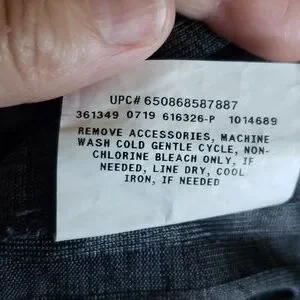 UPC# 650868587887
361349 0719 616326-P 1014689
REMOVE ACCESSORIES, MACHINE
WASH COLD GENTLE CYCLE, NON-
CHLORINE BLEACH ONLY, IF
NEEDED, LINE DRY, COOL
IRON, IF NEEDED